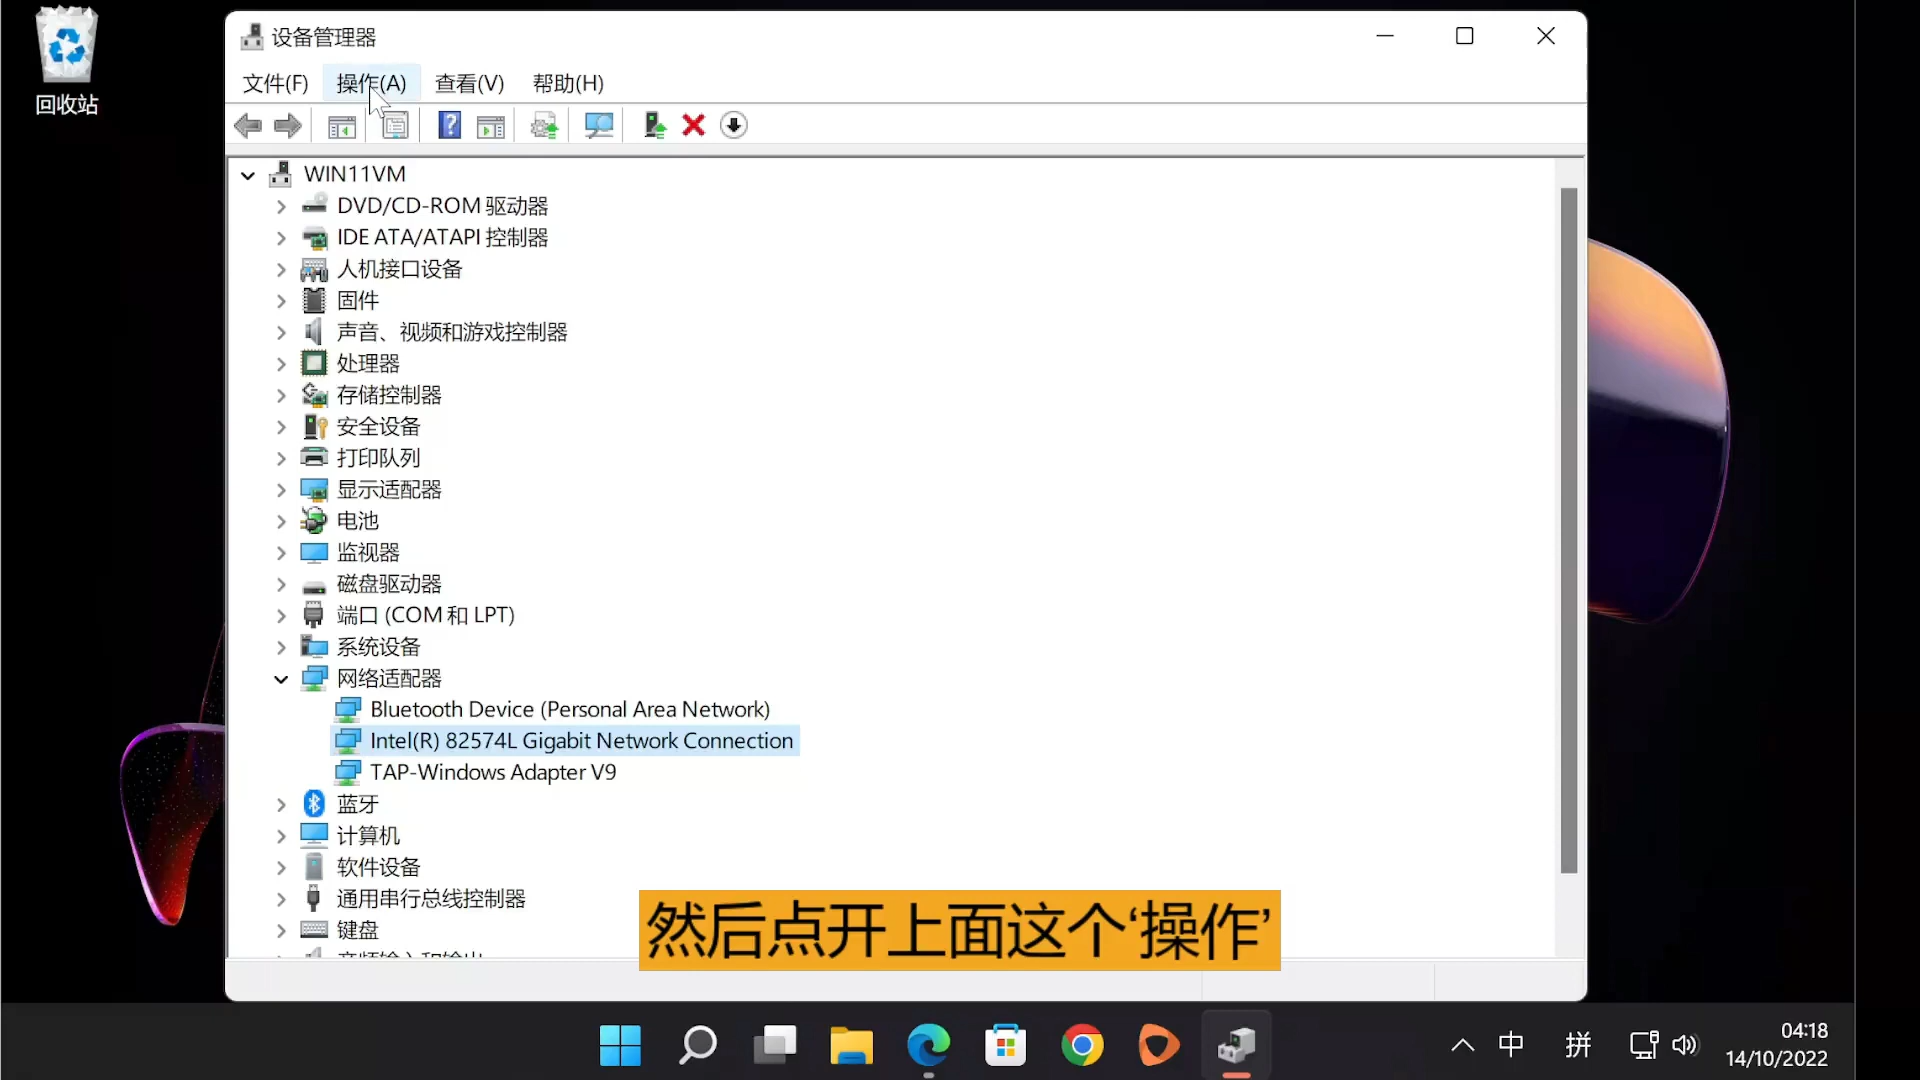 回收站
设备管理器
文件(F) 操作(A) 查看(V) 帮助(H)
WIN11VM
DVD/CD-ROM 驱动器
IDE ATA/ATAPI 控制器
人机接口设备
固件
声音、视频和游戏控制器
处理器
存储控制器
安全设备
打印队列
显示适配器
电池
监视器
磁盘驱动器
端口 (COM 和 LPT)
系统设备
网络适配器
Bluetooth Device (Personal Area Network)
Intel(R) 82574L Gigabit Network Connection
TAP-Windows Adapter V9
蓝牙
计算机
软件设备
通用串行总线控制器
键盘
音频输入和输出
然后点开上面这个‘操作’
中 拼
04:18
14/10/2022